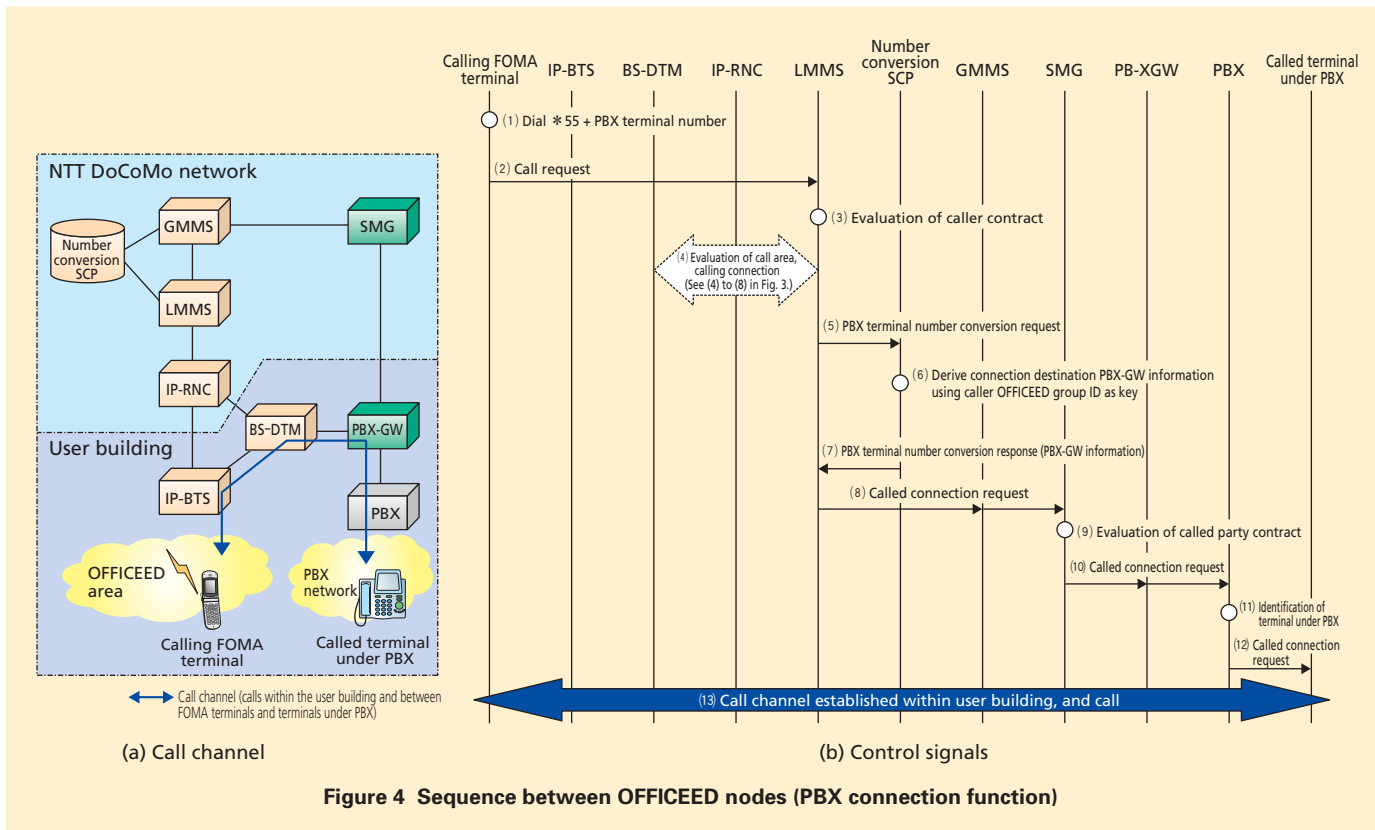 NTT DoCoMo network
GMMS
SMG
Number
conversion
SCP
LMMS
IP-RNC
BS-DTM
PBX-GW
User building
IP-BTS
PBX
OFFICEED
area
PBX
network
Calling FOMA
terminal
Called terminal
under PBX
Call channel (calls within the user building and between
FOMA terminals and terminals under PBX)
(a) Call channel
Calling FOMA
terminal
IP-BTS
BS-DTM
IP-RNC
LMMS
Number
conversion
SCP
GMMS
SMG
PB-XGW
PBX
Called terminal
under PBX
(1) Dial *55 + PBX terminal number
(2) Call request
(3) Evaluation of caller contract
(4) Evaluation of call area,
calling connection
(See (4) to (8) in Fig. 3.)
(5) PBX terminal number conversion request
(6) Derive connection destination PBX-GW information
using caller OFFICEED group ID as key
(7) PBX terminal number conversion response (PBX-GW information)
(8) Called connection request
(9) Evaluation of called party contract
(10) Called connection request
(11) Identification of
terminal under PBX
(12) Called connection
request
(13) Call channel established within user building, and call
(b) Control signals
Figure 4 Sequence between OFFICEED nodes (PBX connection function)